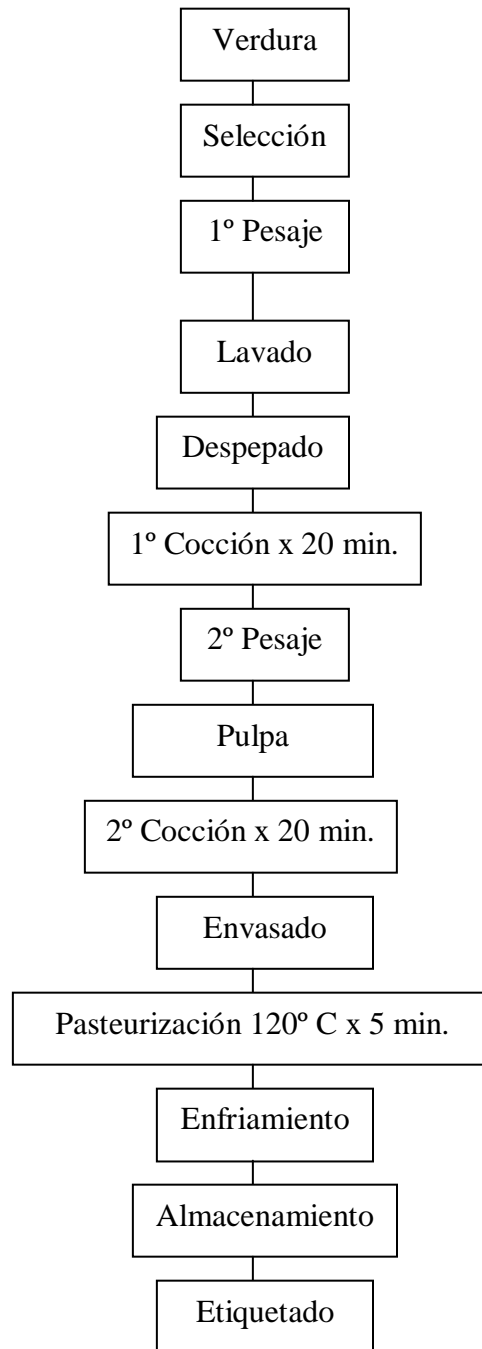 Verdura
Selección
1º Pesaje
Lavado
Despepado
1º Cocción x 20 min.
2º Pesaje
Pulpa
2º Cocción x 20 min.
Envasado
Pasteurización 120º C x 5 min.
Enfriamiento
Almacenamiento
Etiquetado